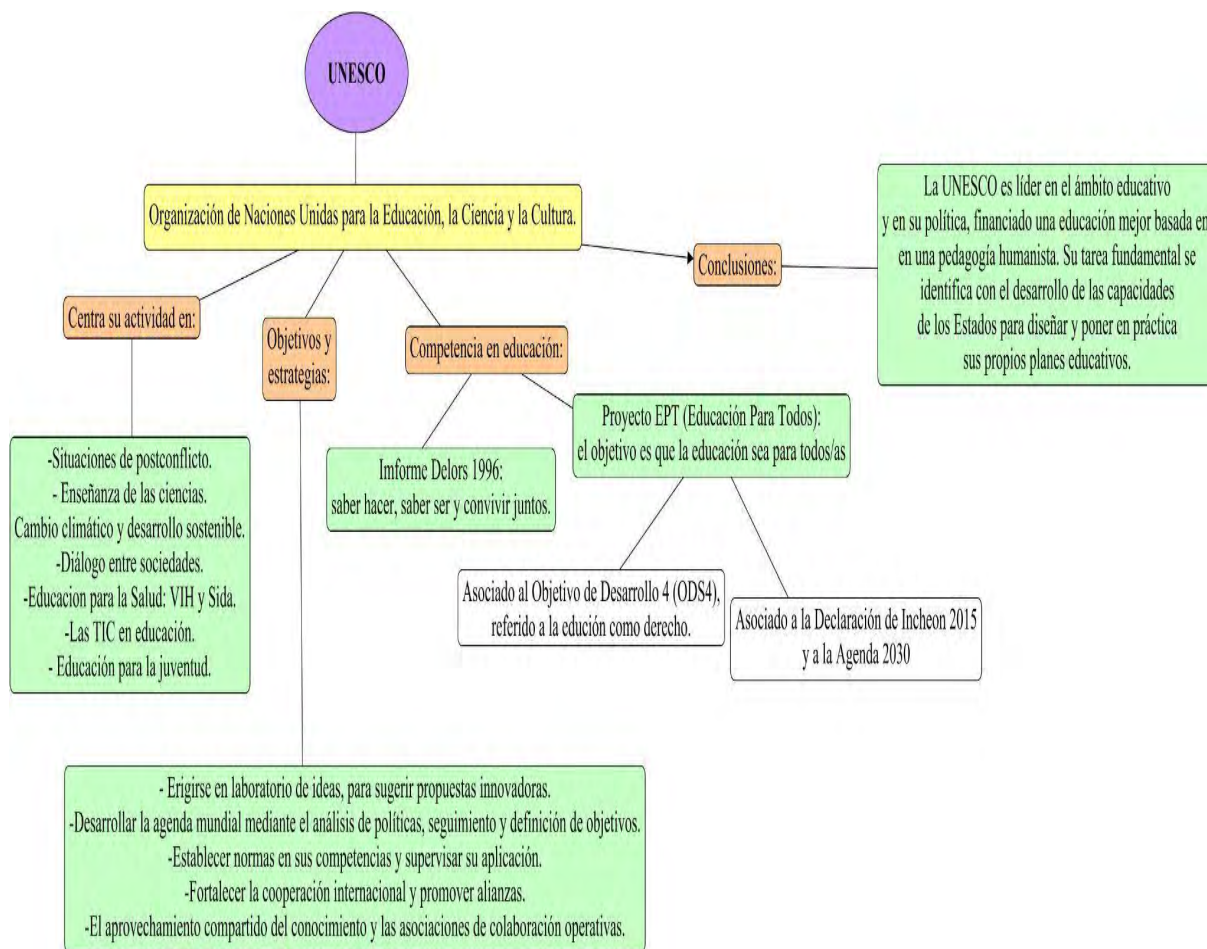 UNESCO
Organización de Naciones Unidas para la Educación, la Ciencia y la Cultura.
Centra su actividad en:
-Situaciones de postconflicto.
- Enseñanza de las ciencias.
Cambio climático y desarrollo sostenible.
-Diálogo entre sociedades.
-Educacion para la Salud: VIH y Sida.
-Las TIC en educación.
- Educación para la juventud.
Objetivos y
estrategias:
- Erigirse en laboratorio de ideas, para sugerir propuestas innovadoras.
-Desarrollar la agenda mundial mediante el análisis de políticas, seguimiento y definición de objetivos.
-Establecer normas en sus competencias y supervisar su aplicación.
-Fortalecer la cooperación internacional y promover alianzas.
-El aprovechamiento compartido del conocimiento y las asociaciones de colaboración operativas.
Competencia en educación:
Imforme Delors 1996:
saber hacer, saber ser y convivir juntos.
Proyecto EPT (Educación Para Todos):
el objetivo es que la educación sea para todos/as
Asociado al Objetivo de Desarrollo 4 (ODS4),
referido a la edución como derecho.
Asociado a la Declaración de Incheon 2015
y a la Agenda 2030
Conclusiones:
La UNESCO es líder en el ámbito educativo
y en su política, financiado una educación mejor basada en
en una pedagogía humanista. Su tarea fundamental se
identifica con el desarrollo de las capacidades
de los Estados para diseñar y poner en práctica
sus propios planes educativos.